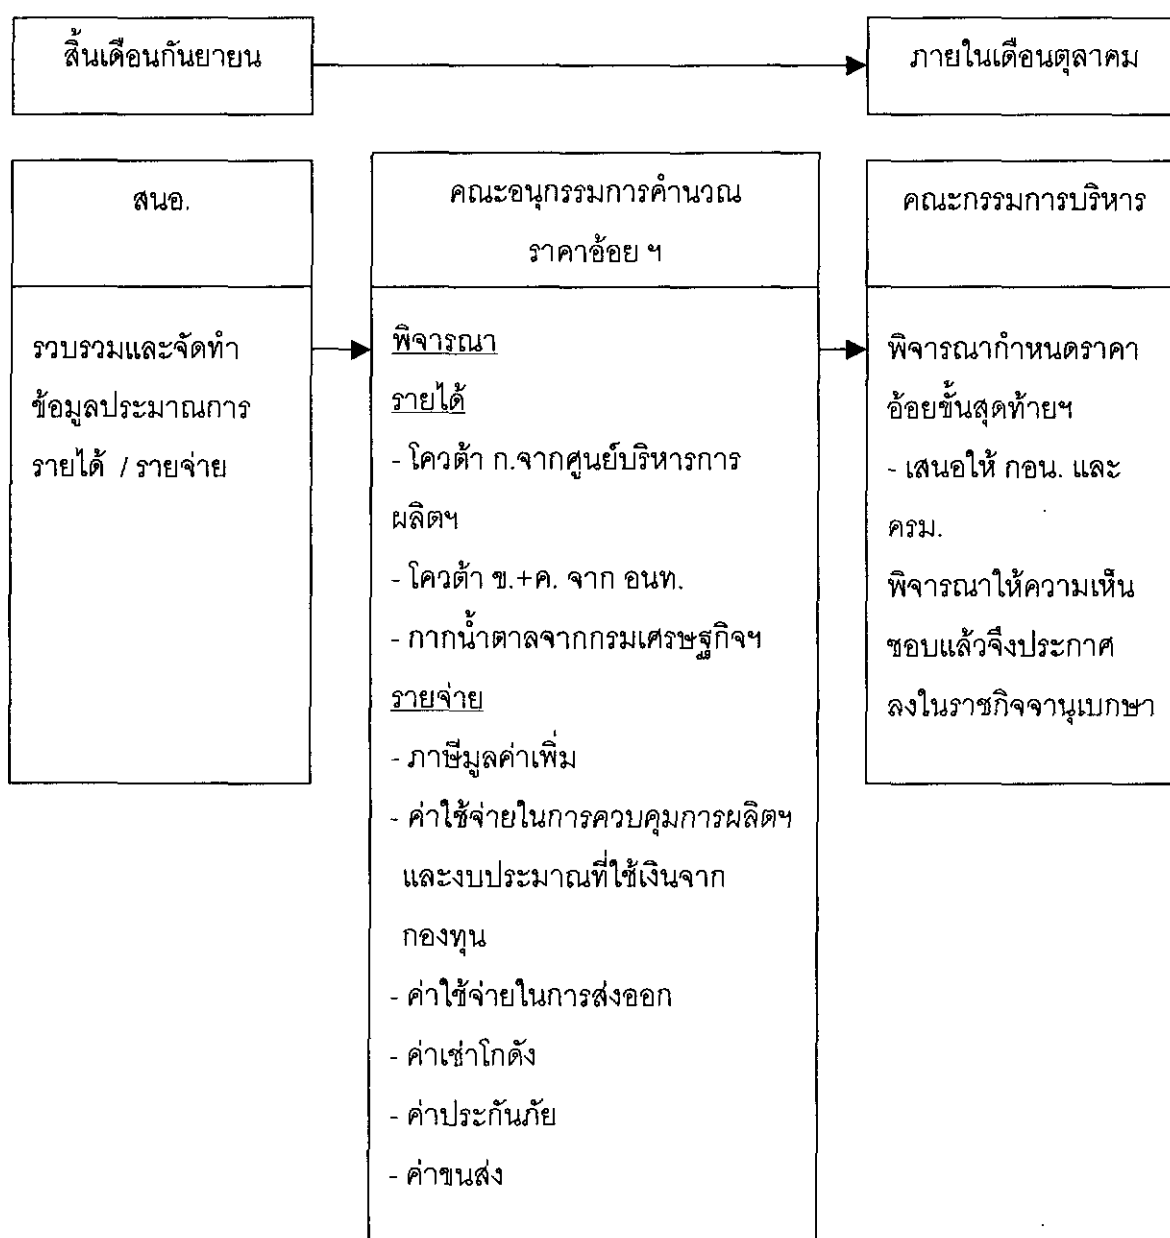 สิ้นเดือนกันยายน
ภายในเดือนตุลาคม
สนอ.
รวบรวมและจัดทำ
ข้อมูลประมาณการ
รายได้ / รายจ่าย
คณะอนุกรรมการคำนวณ
ราคาอ้อย ฯ
พิจารณา
รายได้
- โควต้า ก.จากศูนย์บริหารการ
ผลิตฯ
- โควต้า ข.+ค. จาก อนท.
- กากน้ำตาลจากกรมเศรษฐกิจฯ
รายจ่าย
- ภาษีมูลค่าเพิ่ม
- ค่าใช้จ่ายในการควบคุมการผลิตฯ
และงบประมาณที่ใช้เงินจาก
กองทุน
- ค่าใช้จ่ายในการส่งออก
- ค่าเช่าโกดัง
- ค่าประกันภัย
- ค่าขนส่ง
คณะกรรมการบริหาร
พิจารณากำหนดราคา
อ้อยขั้นสุดท้ายฯ
- เสนอให้ กอน. และ
ครม.
พิจารณาให้ความเห็น
ชอบแล้วจึงประกาศ
ลงในราชกิจจานุเบกษา